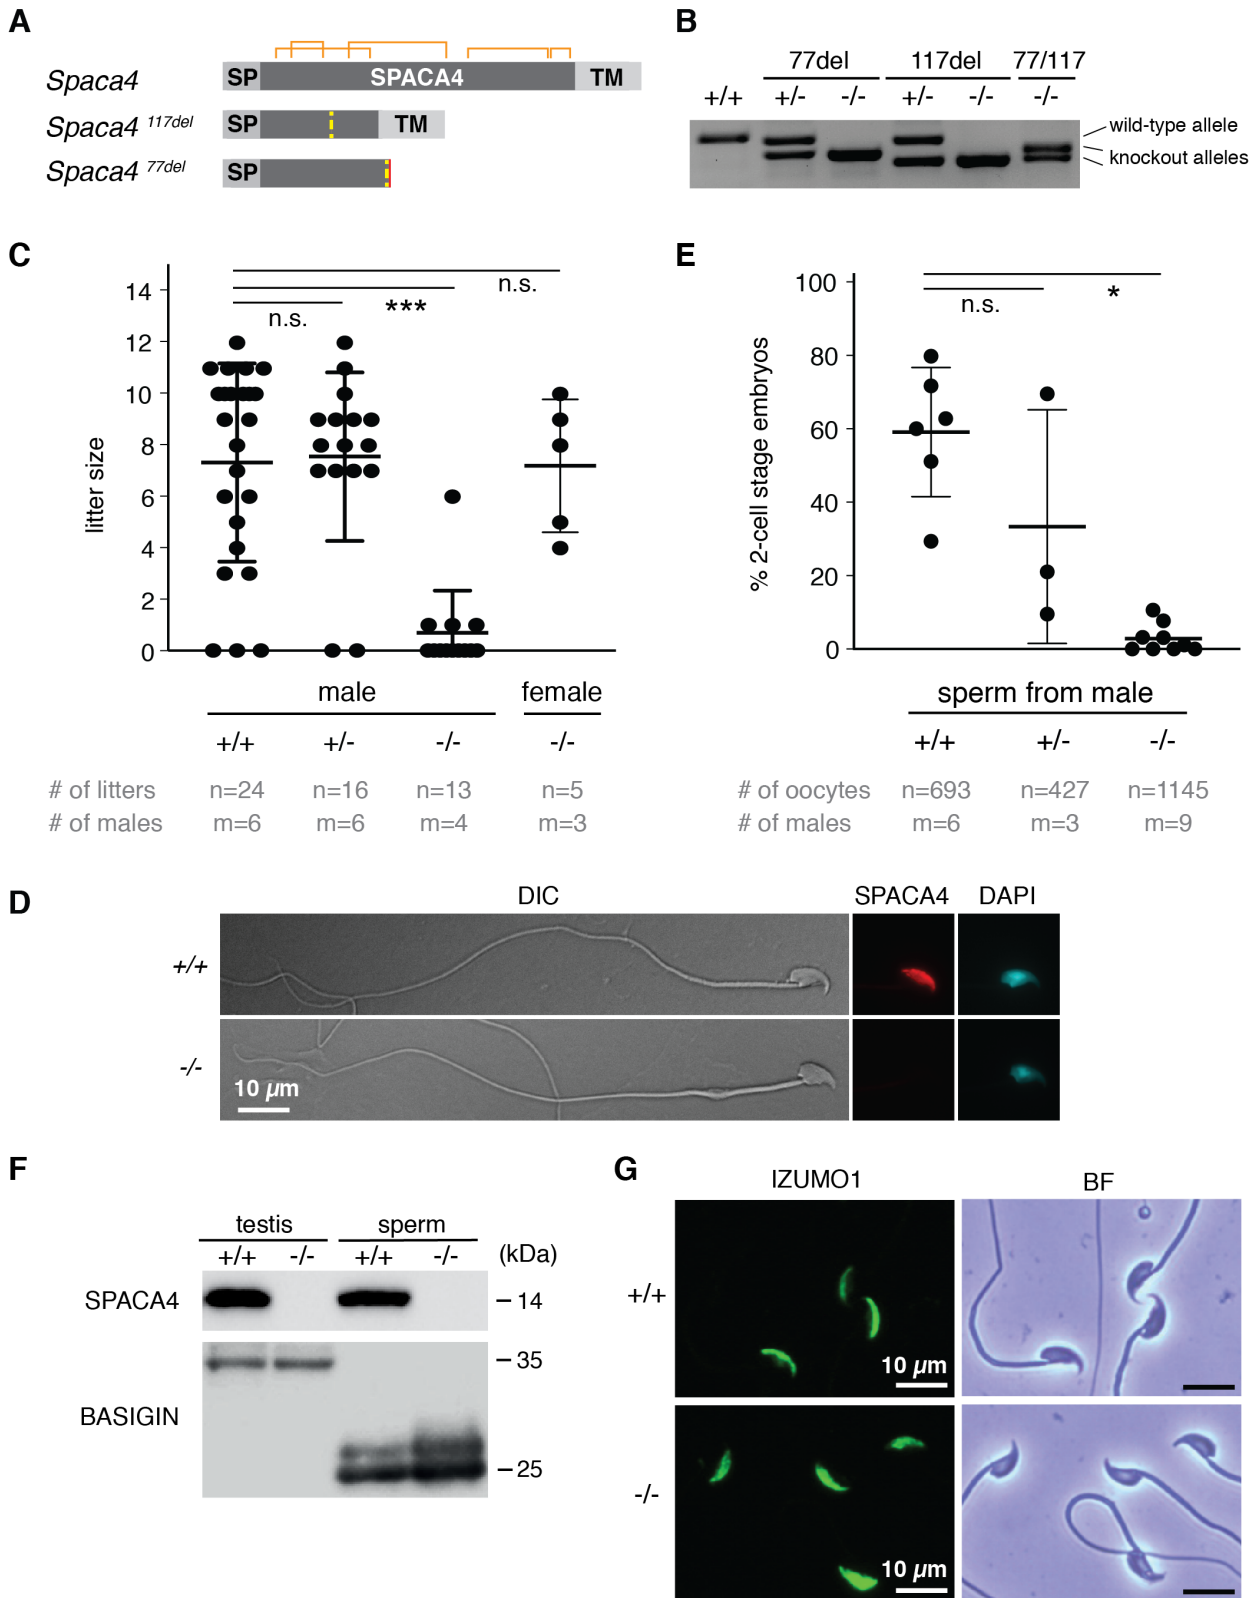 A
Spaca4
SP
SPACA4
TM
Spaca4 117del
SP
TM
Spaca4 77del
SP
B
77del
117del
77/117
+/+
+/-
-/-
+/-
-/-
-/-
wild-type allele
knockout alleles
C
litter size
14
12
10
8
6
4
2
0
n.s.
***
n.s.
male
female
+/+
+/-
-/-
-/-
# of litters
n=24
n=16
n=13
n=5
# of males
m=6
m=6
m=4
m=3
E
% 2-cell stage embryos
100
80
60
40
20
0
n.s.
*
sperm from male
+/+
+/-
-/-
# of oocytes
n=693
n=427
n=1145
# of males
m=6
m=3
m=9
D
DIC
SPACA4
DAPI
+/+
-/-
10 µm
F
testis
sperm
+/+
-/-
+/+
-/-
(kDa)
SPACA4
14
35
BASIGIN
25
G
IZUMO1
BF
+/+
10 µm
-/-
10 µm